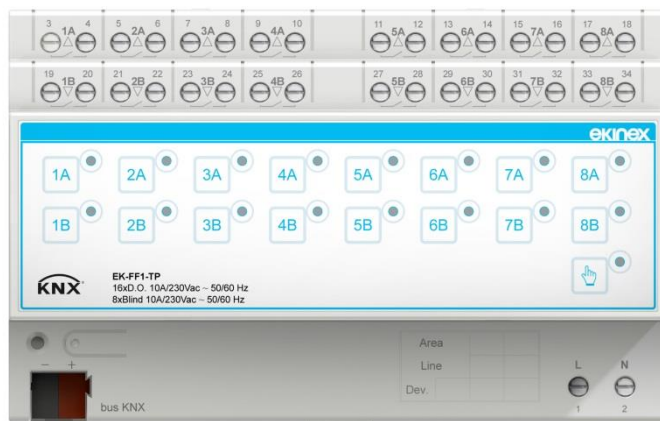 3 4 5 6 7 8 9 10 11 12 13 14 15 16 17 18
1A 2A 3A 4A 5A 6A 7A 8A
19 20 21 22 23 24 25 26 27 28 29 30 31 32 33 34
1B 2B 3B 4B 5B 6B 7B 8B
ekinex
1A 2A 3A 4A 5A 6A 7A 8A
1B 2B 3B 4B 5B 6B 7B 8B
KNX
EK-FF1-TP
16xD.O. 10A/230Vac ~ 50/60 Hz
8xBlind 10A/230Vac ~ 50/60 Hz
Area
Line
Dev.
- +
bus KNX
L N
1 2